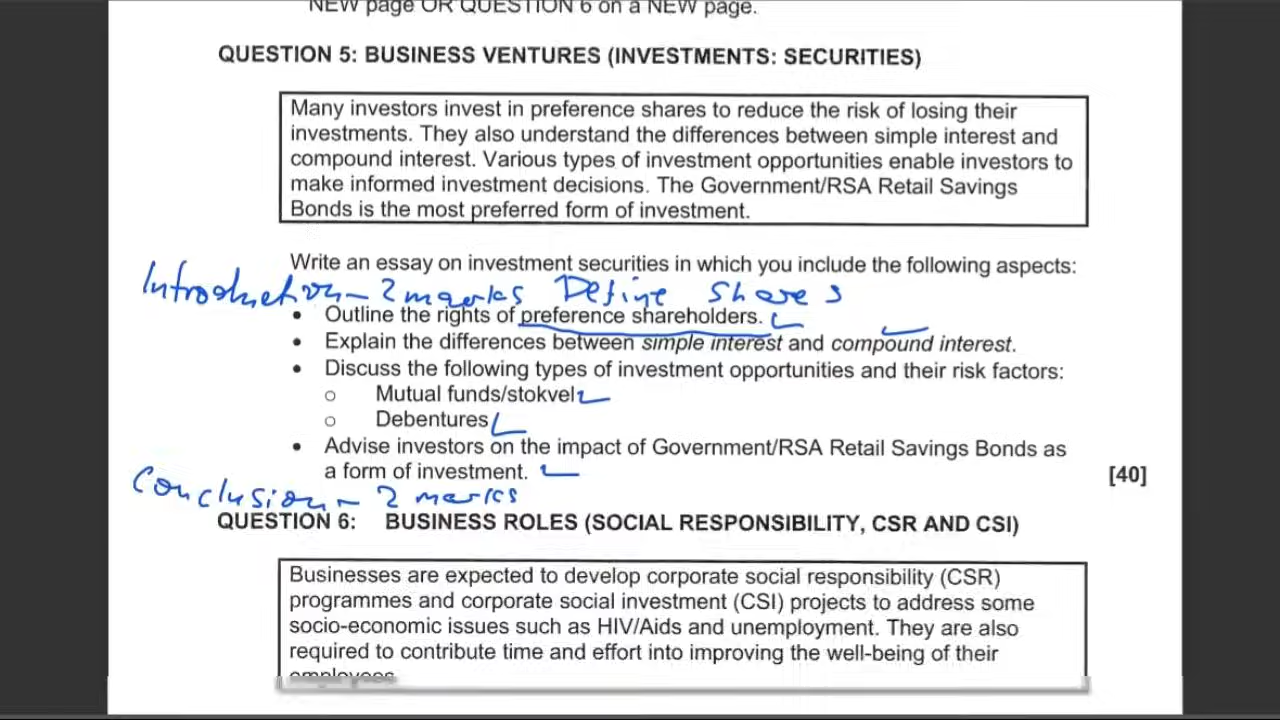 NEW page OR QUESTION 6 on a NEW page.
QUESTION 5: BUSINESS VENTURES (INVESTMENTS: SECURITIES)
Many investors invest in preference shares to reduce the risk of losing their
investments. They also understand the differences between simple interest and
compound interest. Various types of investment opportunities enable investors to
make informed investment decisions. The Government/RSA Retail Savings
Bonds is the most preferred form of investment.
Write an essay on investment securities in which you include the following aspects:
Introduction - 2 marks Define Shares
• Outline the rights of preference shareholders.
• Explain the differences between simple interest and compound interest.
• Discuss the following types of investment opportunities and their risk factors:
o Mutual funds/stokvel
o Debentures
• Advise investors on the impact of Government/RSA Retail Savings Bonds as
a form of investment. [40]
Conclusion - 2 marks
QUESTION 6: BUSINESS ROLES (SOCIAL RESPONSIBILITY, CSR AND CSI)
Businesses are expected to develop corporate social responsibility (CSR)
programmes and corporate social investment (CSI) projects to address some
socio-economic issues such as HIV/Aids and unemployment. They are also
required to contribute time and effort into improving the well-being of their
employees.